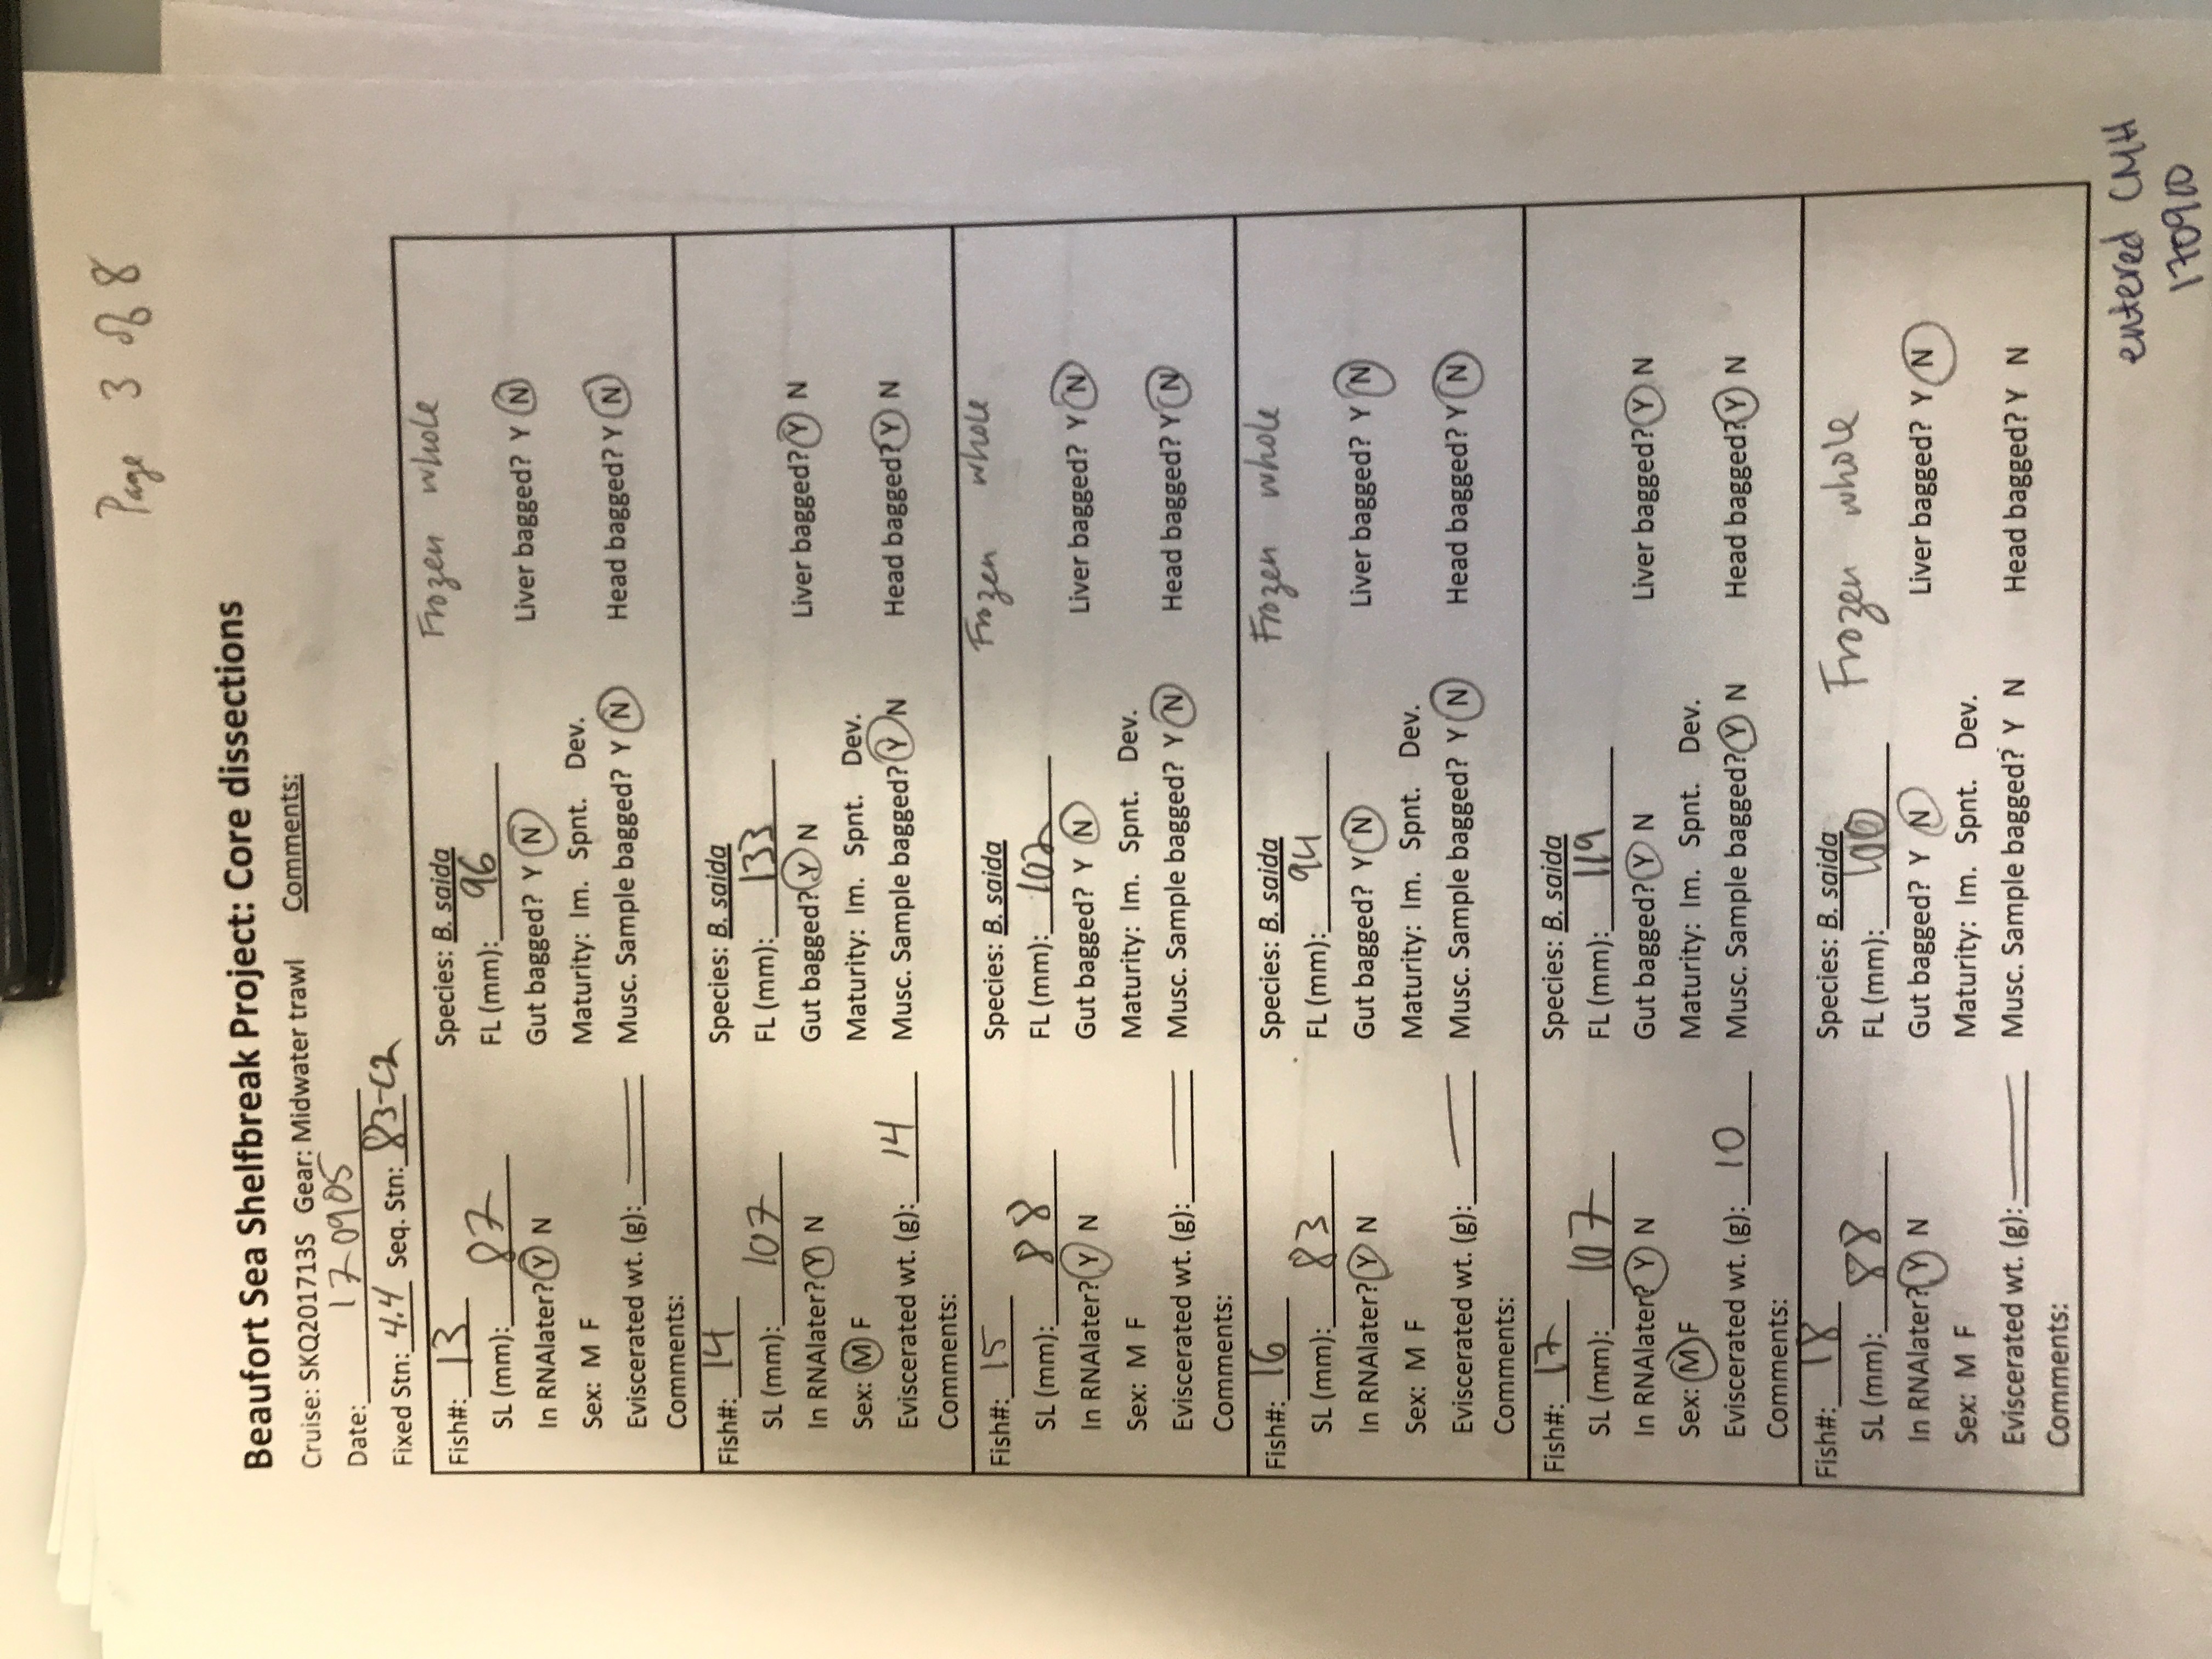 Page 3 of 8
Beaufort Sea Shelfbreak Project: Core dissections
Cruise: SKQ201713S Gear: Midwater trawl Comments:
Date: 170905
Fixed Stn: 4.4 Seq. Stn: 83-C2
Fish#: 13 Species: B. saida Frozen whole
SL (mm): 87 FL (mm): 96
In RNAlater? Y N Gut bagged? Y N Liver bagged? Y N
Sex: M F Maturity: Im. Spnt. Dev.
Eviscerated wt. (g): — Musc. Sample bagged? Y N Head bagged? Y N
Comments:
Fish#: 14 Species: B. saida
SL (mm): 107 FL (mm): 133
In RNAlater? Y N Gut bagged? Y N Liver bagged? Y N
Sex: M F Maturity: Im. Spnt. Dev.
Eviscerated wt. (g): 14 Musc. Sample bagged? Y N Head bagged? Y N
Comments:
Fish#: 15 Species: B. saida Frozen whole
SL (mm): 88 FL (mm): 102
In RNAlater? Y N Gut bagged? Y N Liver bagged? Y N
Sex: M F Maturity: Im. Spnt. Dev.
Eviscerated wt. (g): — Musc. Sample bagged? Y N Head bagged? Y N
Comments:
Fish#: 16 Species: B. saida Frozen whole
SL (mm): 83 FL (mm): 94
In RNAlater? Y N Gut bagged? Y N Liver bagged? Y N
Sex: M F Maturity: Im. Spnt. Dev.
Eviscerated wt. (g): — Musc. Sample bagged? Y N Head bagged? Y N
Comments:
Fish#: 17 Species: B. saida
SL (mm): 107 FL (mm): 119
In RNAlater? Y N Gut bagged? Y N Liver bagged? Y N
Sex: M F Maturity: Im. Spnt. Dev.
Eviscerated wt. (g): 10 Musc. Sample bagged? Y N Head bagged? Y N
Comments:
Fish#: 18 Species: B. saida Frozen whole
SL (mm): 88 FL (mm):
In RNAlater? Y N Gut bagged? Y N Liver bagged? Y N
Sex: M F Maturity: Im. Spnt. Dev.
Eviscerated wt. (g): — Musc. Sample bagged? Y N Head bagged? Y N
Comments:
entered CMH
170910